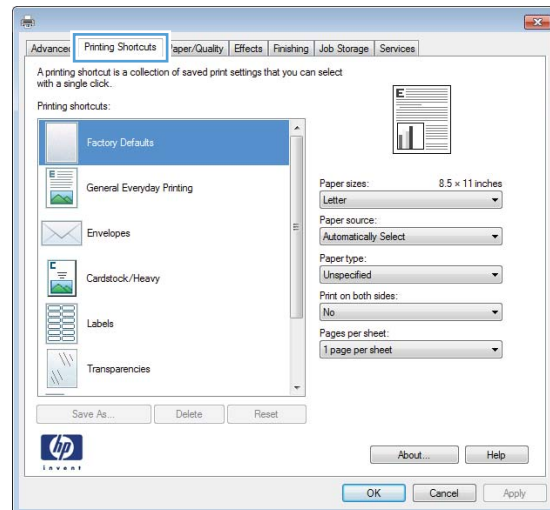 Advanced Printing Shortcuts Paper/Quality Effects Finishing Job Storage Services
A printing shortcut is a collection of saved print settings that you can select
with a single click.
Printing shortcuts:
Factory Defaults
General Everyday Printing
Envelopes
Cardstock/Heavy
Labels
Transparencies
E
Paper sizes: 8.5 × 11 inches
Letter
Paper source:
Automatically Select
Paper type:
Unspecified
Print on both sides:
No
Pages per sheet:
1 page per sheet
Save As... Delete Reset
hp
invent
About... Help
OK Cancel Apply